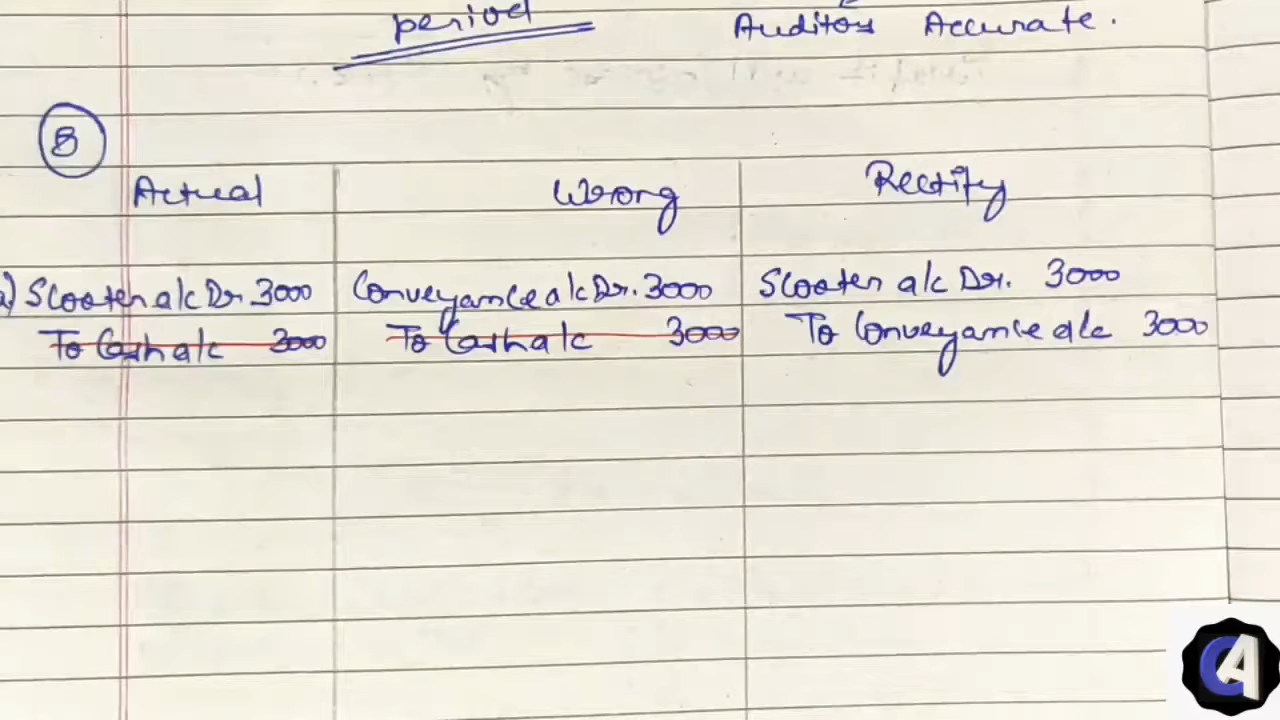 period Auditors Accurate.
8
Actual Wrong Rectify
a) Scooter a/c Dr. 3000 Conveyance a/c Dr. 3000 Scooter a/c Dr. 3000
To Cash a/c 3000 To Cash a/c 3000 To Conveyance a/c 3000
CA